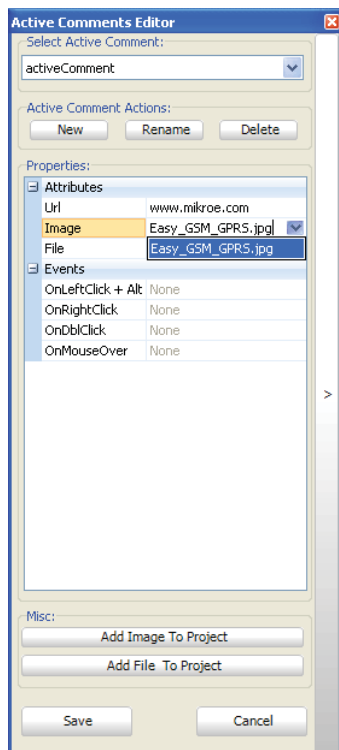 Active Comments Editor
Select Active Comment:
activeComment
Active Comment Actions:
New Rename Delete
Properties:
Attributes
Url www.mikroe.com
Image Easy_GSM_GPRS.jpg
File Easy_GSM_GPRS.jpg
Events
OnLeftClick + Alt None
OnRightClick None
OnDblClick None
OnMouseOver None
>
Misc:
Add Image To Project
Add File To Project
Save Cancel